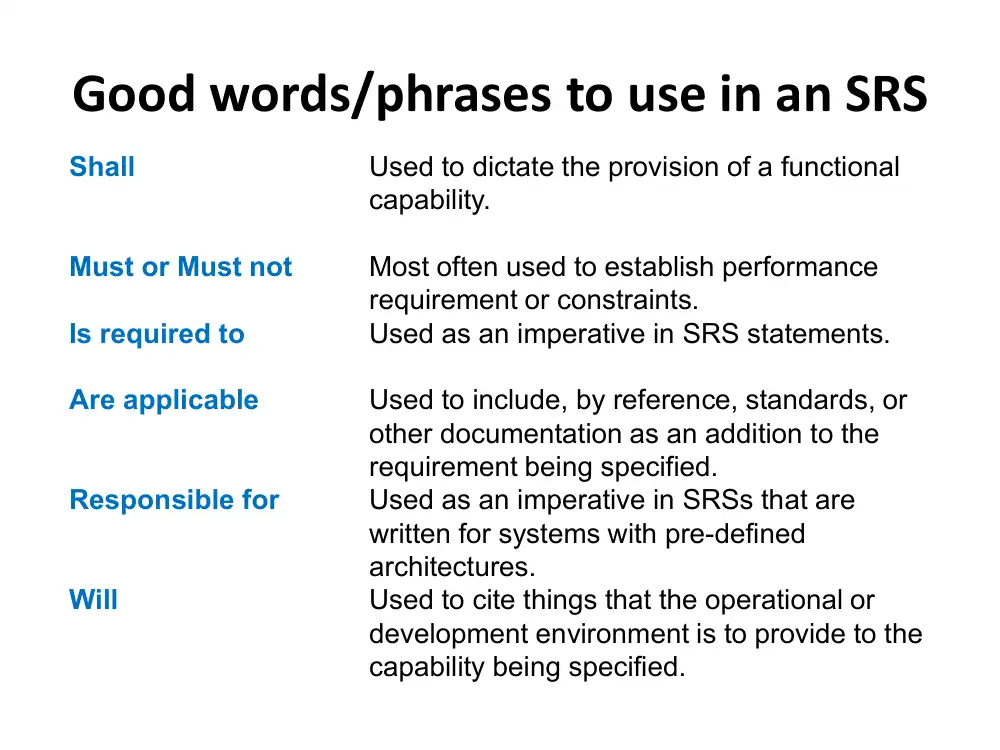 Good words/phrases to use in an SRS
Shall Used to dictate the provision of a functional
capability.
Must or Must not Most often used to establish performance
requirement or constraints.
Is required to Used as an imperative in SRS statements.
Are applicable Used to include, by reference, standards, or
other documentation as an addition to the
requirement being specified.
Responsible for Used as an imperative in SRSs that are
written for systems with pre-defined
architectures.
Will Used to cite things that the operational or
development environment is to provide to the
capability being specified.